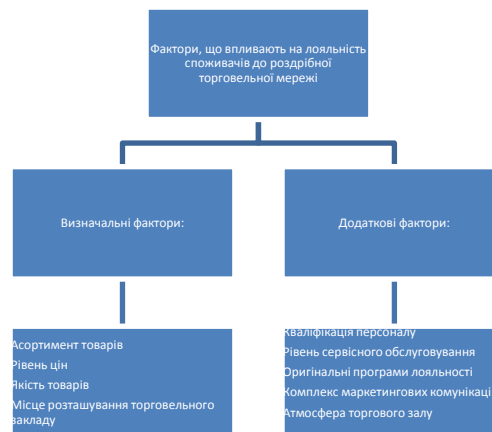 Фактори, що впливають на лояльність
споживачів до роздрібної
торговельної мережі
Визначальні фактори:
Додаткові фактори:
Асортимент товарів
Рівень цін
Якість товарів
Місце розташування торговельного
закладу
Кваліфікація персоналу
Рівень сервісного обслуговування
Оригінальні програми лояльності
Комплекс маркетингових комунікаці
Атмосфера торгового залу